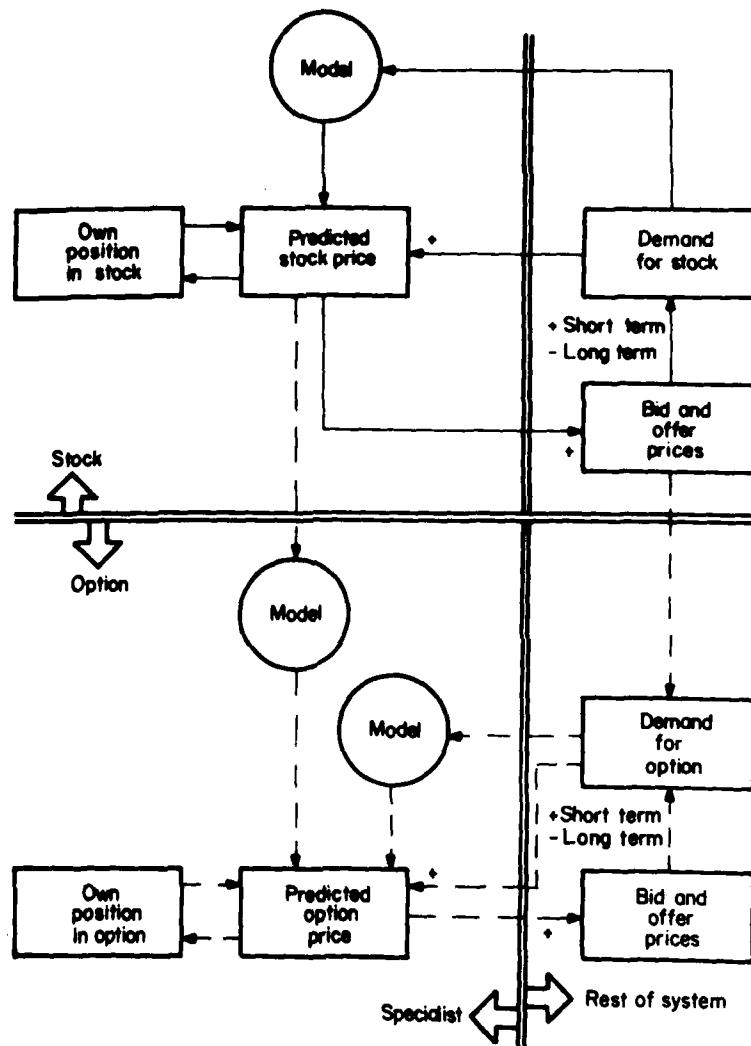 Model
Own
position
in stock
Predicted
stock price
+
Demand
for stock
+ Short term
- Long term
Bid and
offer
prices
+
Stock
Option
Model
Model
Demand
for
option
+Short term
- Long term
Own
position
in option
Predicted
option
price
+
+
Bid and
offer
prices
Specialist
Rest of system